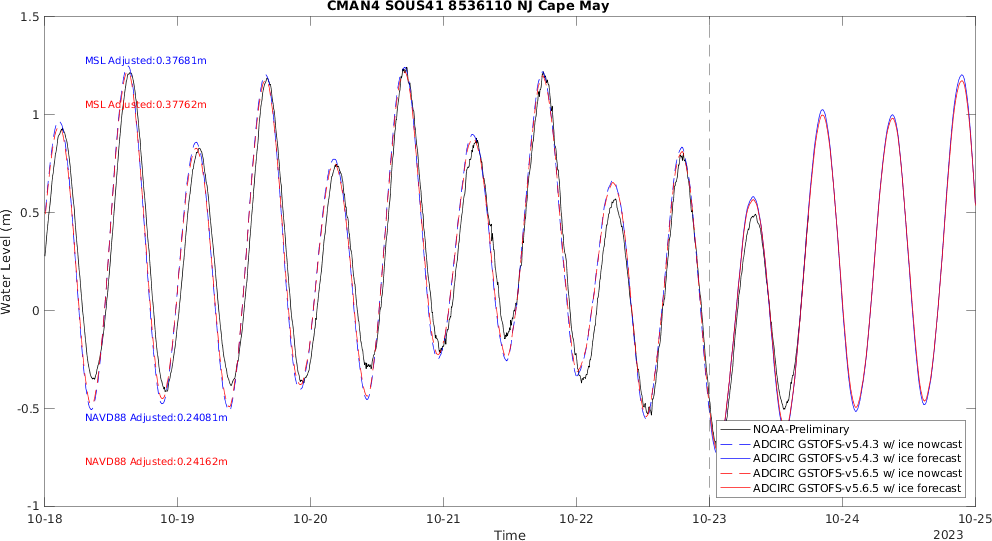 CMAN4 SOUS41 8536110 NJ Cape May
1.5
MSL Adjusted:0.37681m
MSL Adjusted:0.37762m
1
0.5
Water Level (m)
0
-0.5
NAVD88 Adjusted:0.24081m
NAVD88 Adjusted:0.24162m
NOAA-Preliminary
ADCIRC GSTOFS-v5.4.3 w/ ice nowcast
ADCIRC GSTOFS-v5.4.3 w/ ice forecast
ADCIRC GSTOFS-v5.6.5 w/ ice nowcast
ADCIRC GSTOFS-v5.6.5 w/ ice forecast
-1
10-18 10-19 10-20 10-21 10-22 10-23 10-24 10-25
Time
2023